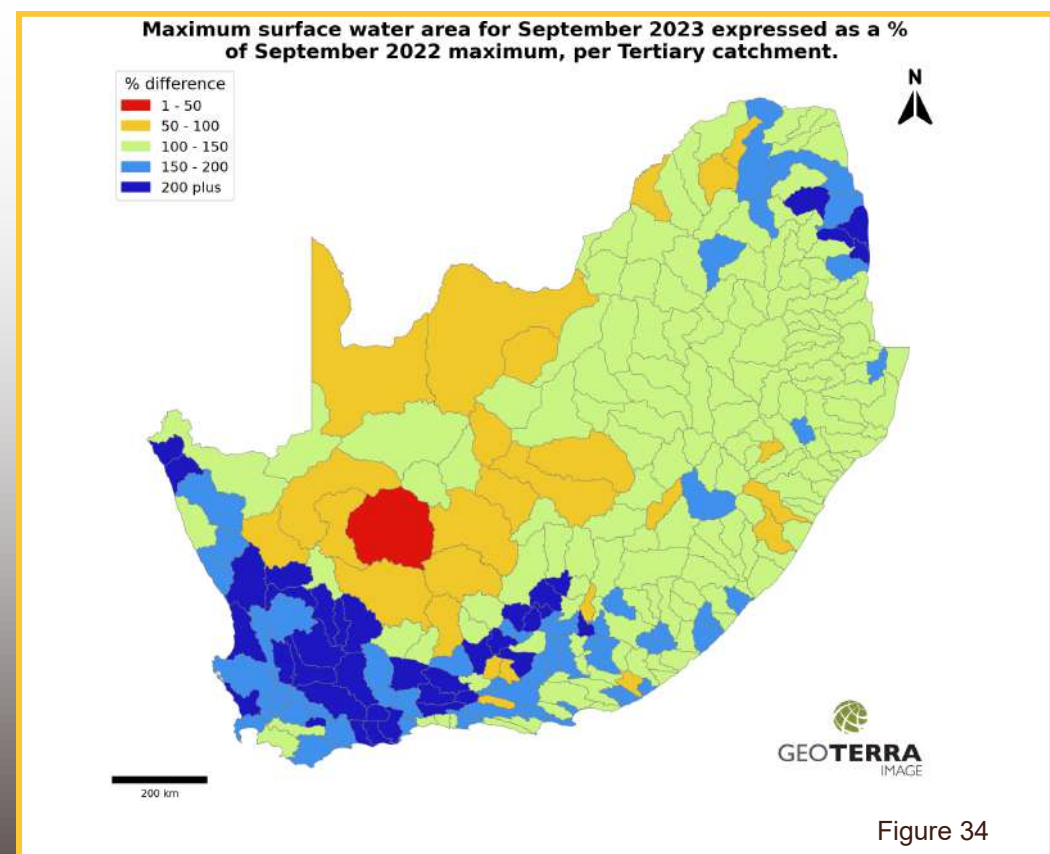 Maximum surface water area for September 2023 expressed as a %
of September 2022 maximum, per Tertiary catchment.
% difference
1 - 50
50 - 100
100 - 150
150 - 200
200 plus
N
200 km
GEOTERRA
IMAGE
Figure 34